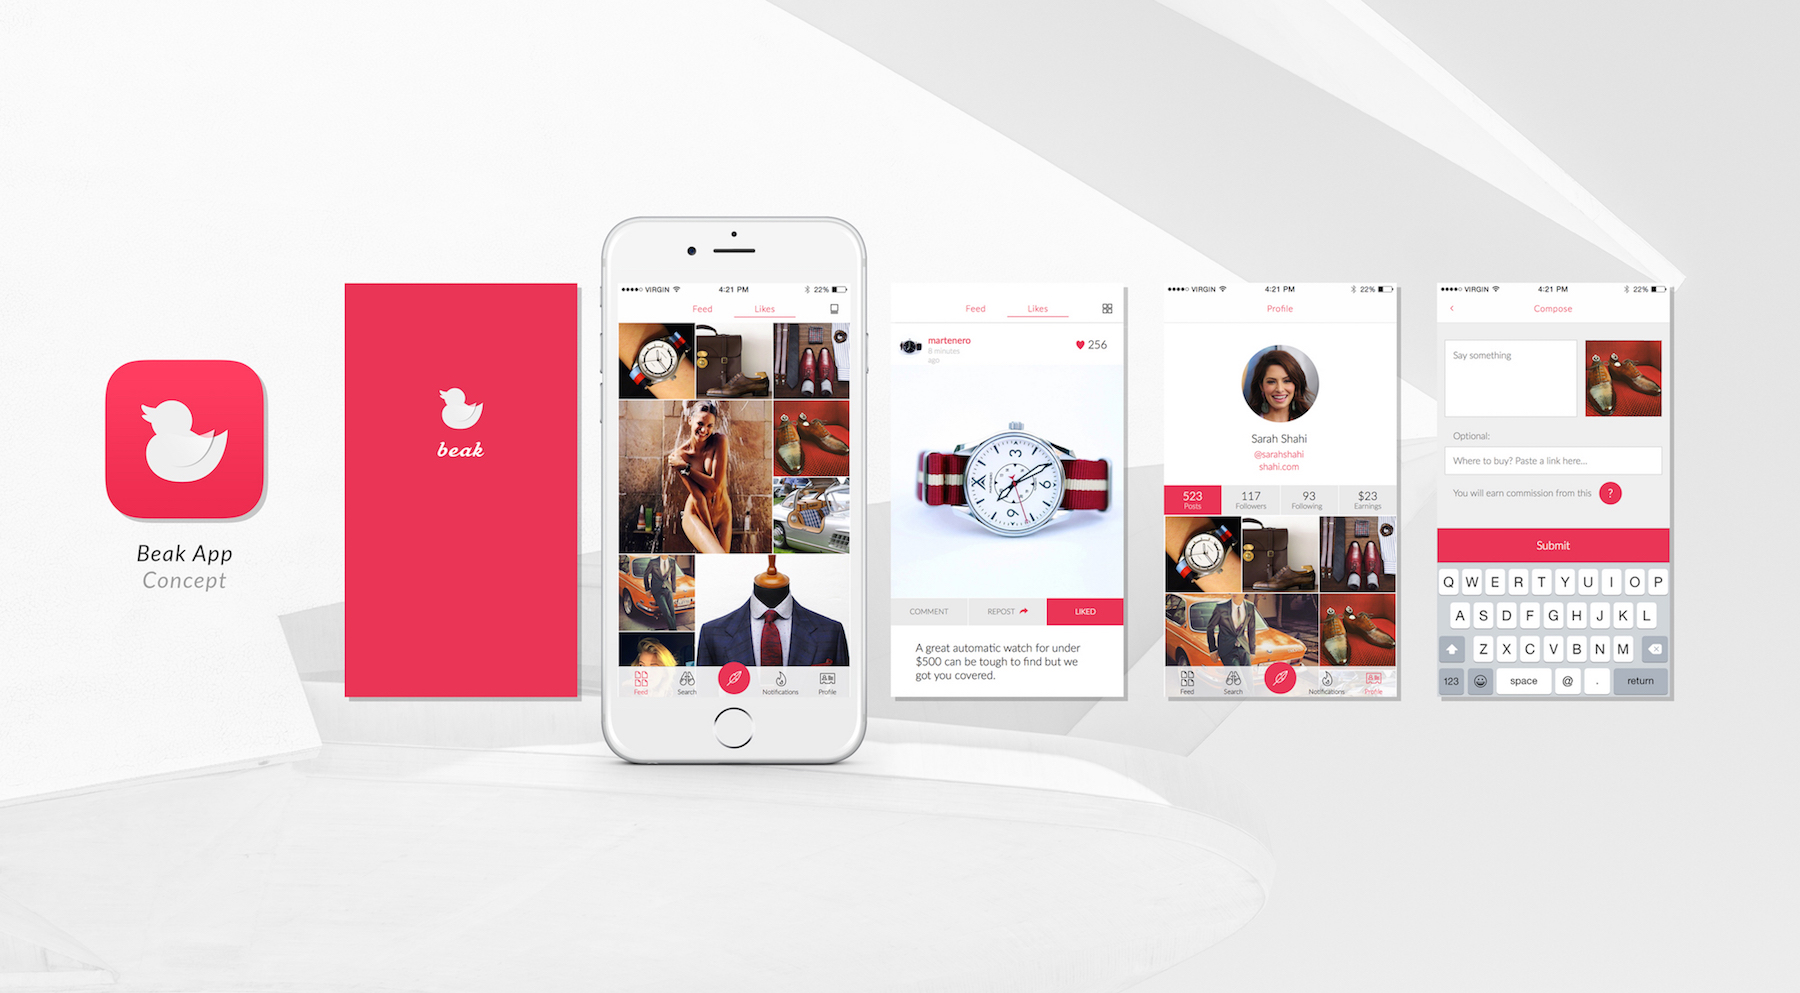 Beak App
Concept
beak
VIRGIN
4:21 PM
22%
Feed
Likes
Feed
Search
Notifications
Profile
Feed
Likes
martenero
8 minutes
ago
256
COMMENT
REPOST
LIKED
A great automatic watch for under
$500 can be tough to find but we
got you covered.
VIRGIN
4:21 PM
22%
Profile
Sarah Shahi
@sarahshahi
shahi.com
523
Posts
117
Followers
93
Following
$23
Earnings
Feed
Search
Notifications
Profile
VIRGIN
4:21 PM
22%
Compose
Say something
Optional:
Where to buy? Paste a link here...
You will earn commission from this
?
Submit
Q W E R T Y U I O P
A S D F G H J K L
Z X C V B N M
123
space
@
.
return